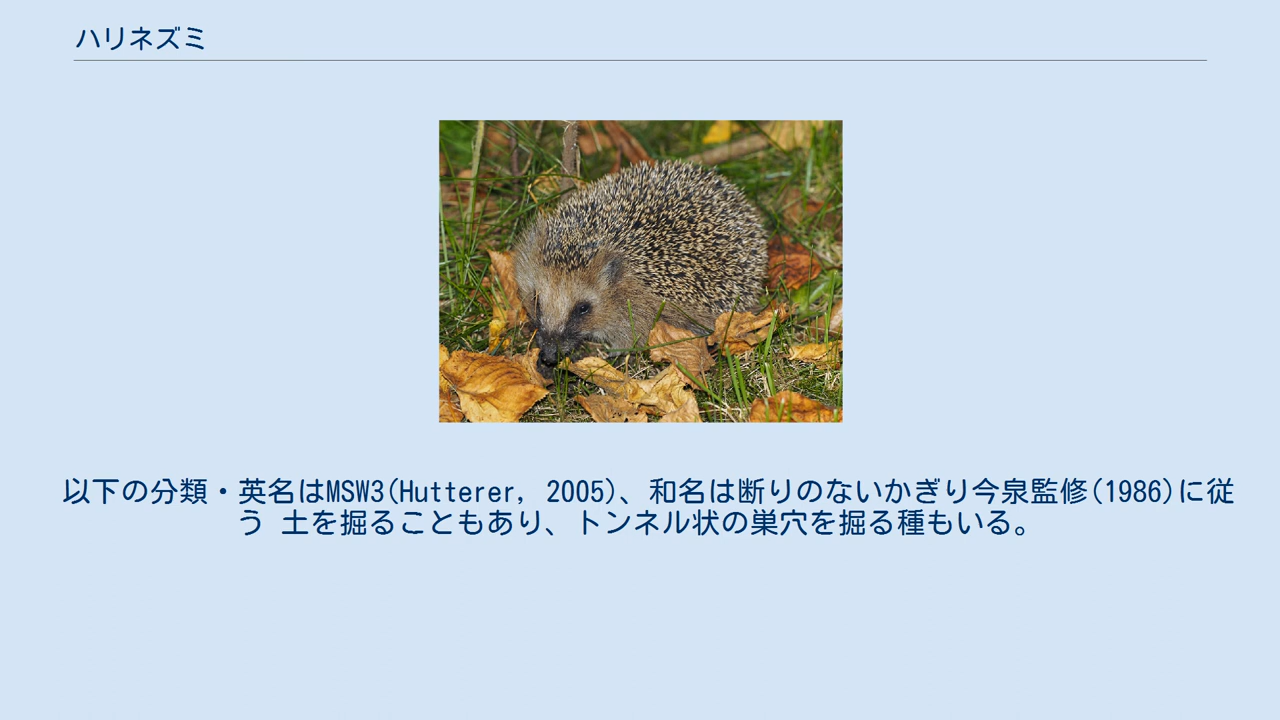 ハリネズミ
以下の分類・英名はMSW3(Hutterer, 2005)、和名は断りのないかぎり今泉監修(1986)に従
う 土を掘ることもあり、トンネル状の巣穴を掘る種もいる。